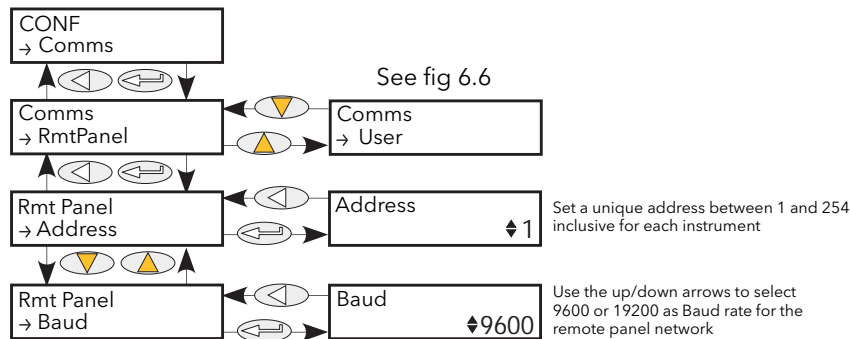 CONF
→ Comms
See fig 6.6
Comms
→ RmtPanel
Comms
→ User
Rmt Panel
→ Address
Address
1
Set a unique address between 1 and 254
inclusive for each instrument
Rmt Panel
→ Baud
Baud
9600
Use the up/down arrows to select
9600 or 19200 as Baud rate for the
remote panel network